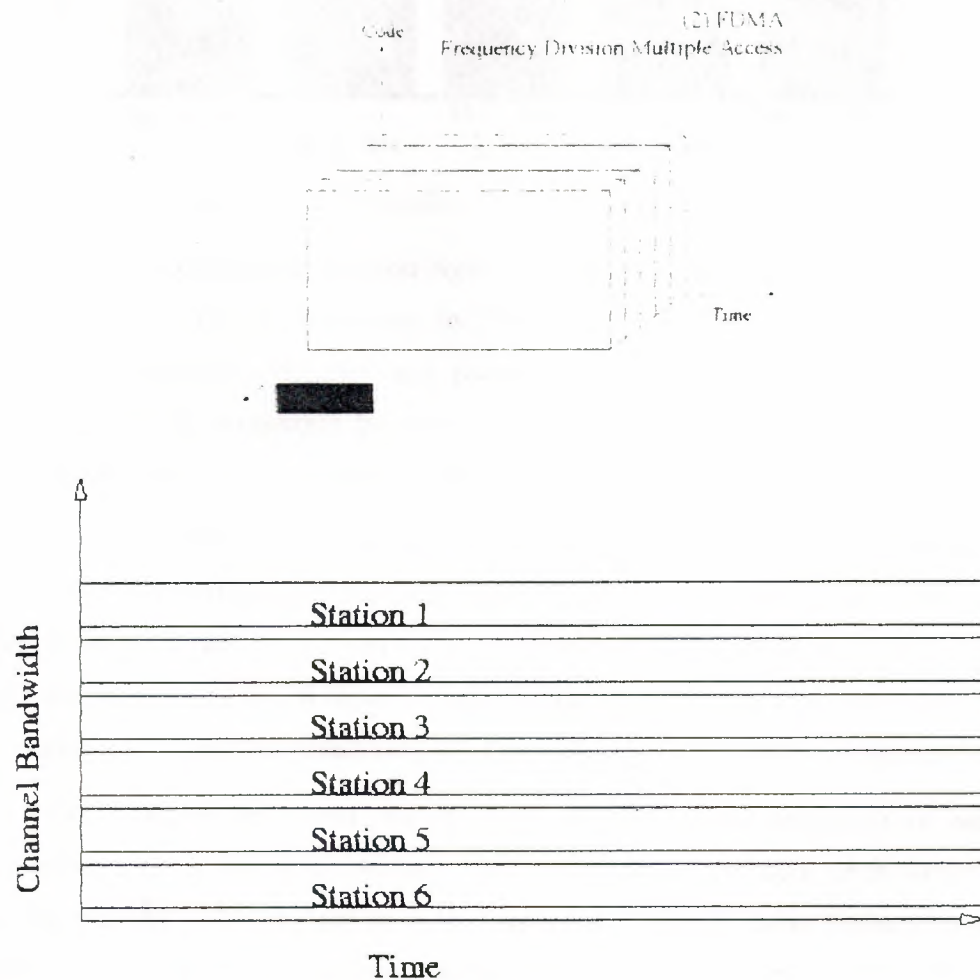 Code
(2) FDMA
Frequency Division Multiple Access
Time
Channel Bandwidth
Station 1
Station 2
Station 3
Station 4
Station 5
Station 6
Time